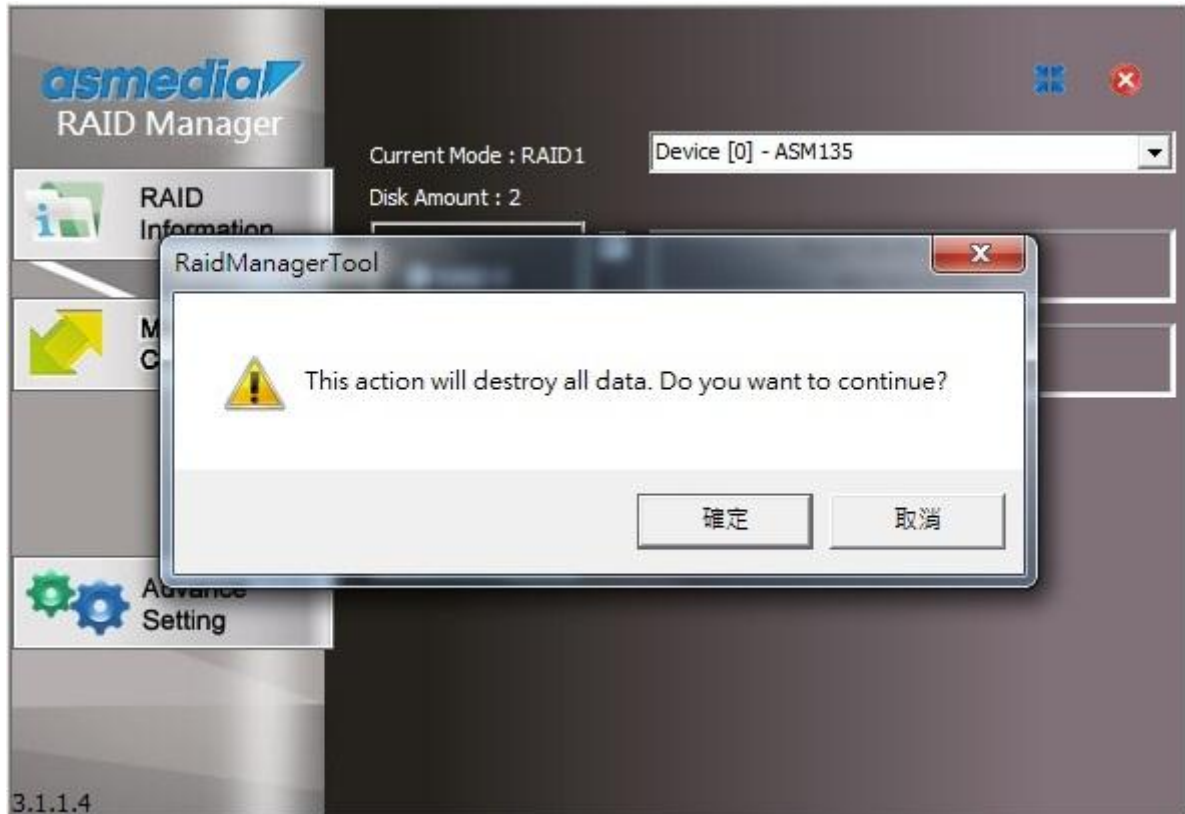 asmedia
RAID Manager
Current Mode : RAID1
Device [0] - ASM135
Disk Amount : 2
RAID
Information
RaidManagerTool
M
C
This action will destroy all data. Do you want to continue?
確定
取消
Advance
Setting
3.1.1.4